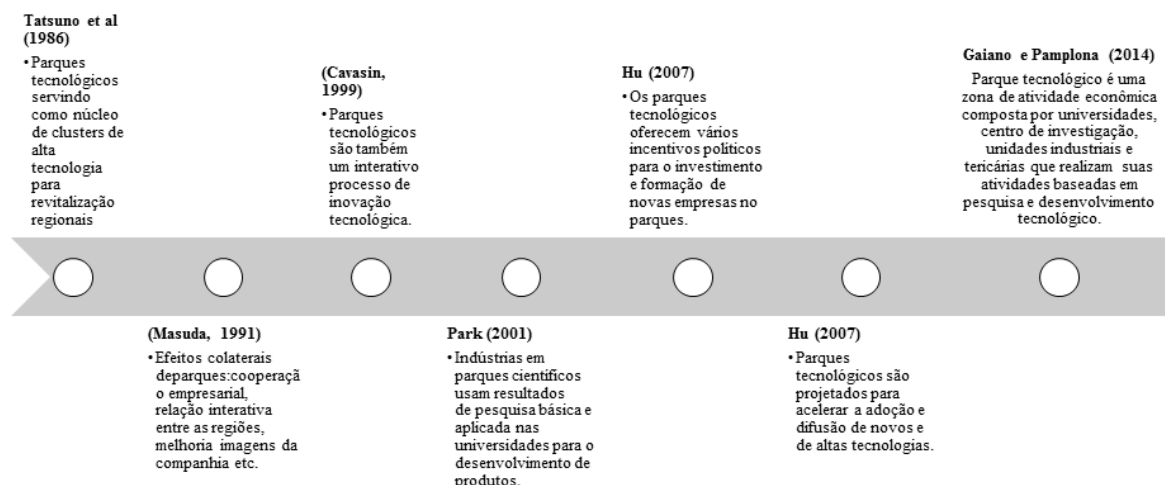 Tatsuno et al
(1986)
•Parques
tecnológicos
servindo
como núcleo
de clusters de
alta
tecnologia
para
revitalização
regionais
(Masuda, 1991)
•Efeitos colaterais
deparques:cooperaçã
o empresarial,
relação interativa
entre as regiões,
melhoria imagens da
companhia etc.
(Cavasin,
1999)
•Parques
tecnológicos
são também
um interativo
processo de
inovação
tecnológica.
Park (2001)
•Indústrias em
parques científicos
usam resultados
de pesquisa básica e
aplicada nas
universidades para o
desenvolvimento de
produtos.
Hu (2007)
•Os parques
tecnológicos
oferecem vários
incentivos políticos
para o investimento
e formação de
novas empresas no
parques.
Hu (2007)
•Parques
tecnológicos são
projetados para
acelerar a adoção e
difusão de novos e
de altas tecnologias.
Gaiano e Pamplona (2014)
Parque tecnológico é uma
zona de atividade econômica
composta por universidades,
centro de investigação,
unidades industriais e
tericárias que realizam suas
atividades baseadas em
pesquisa e desenvolvimento
tecnológico.